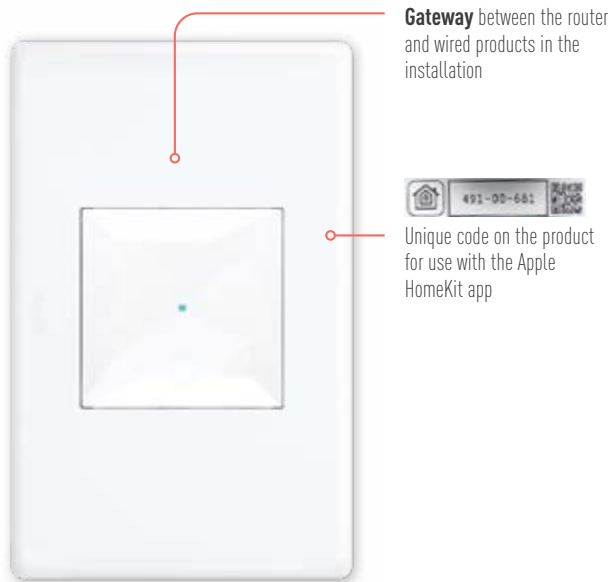 Gateway between the router
and wired products in the
installation
491-00-681
Unique code on the product
for use with the Apple
HomeKit app